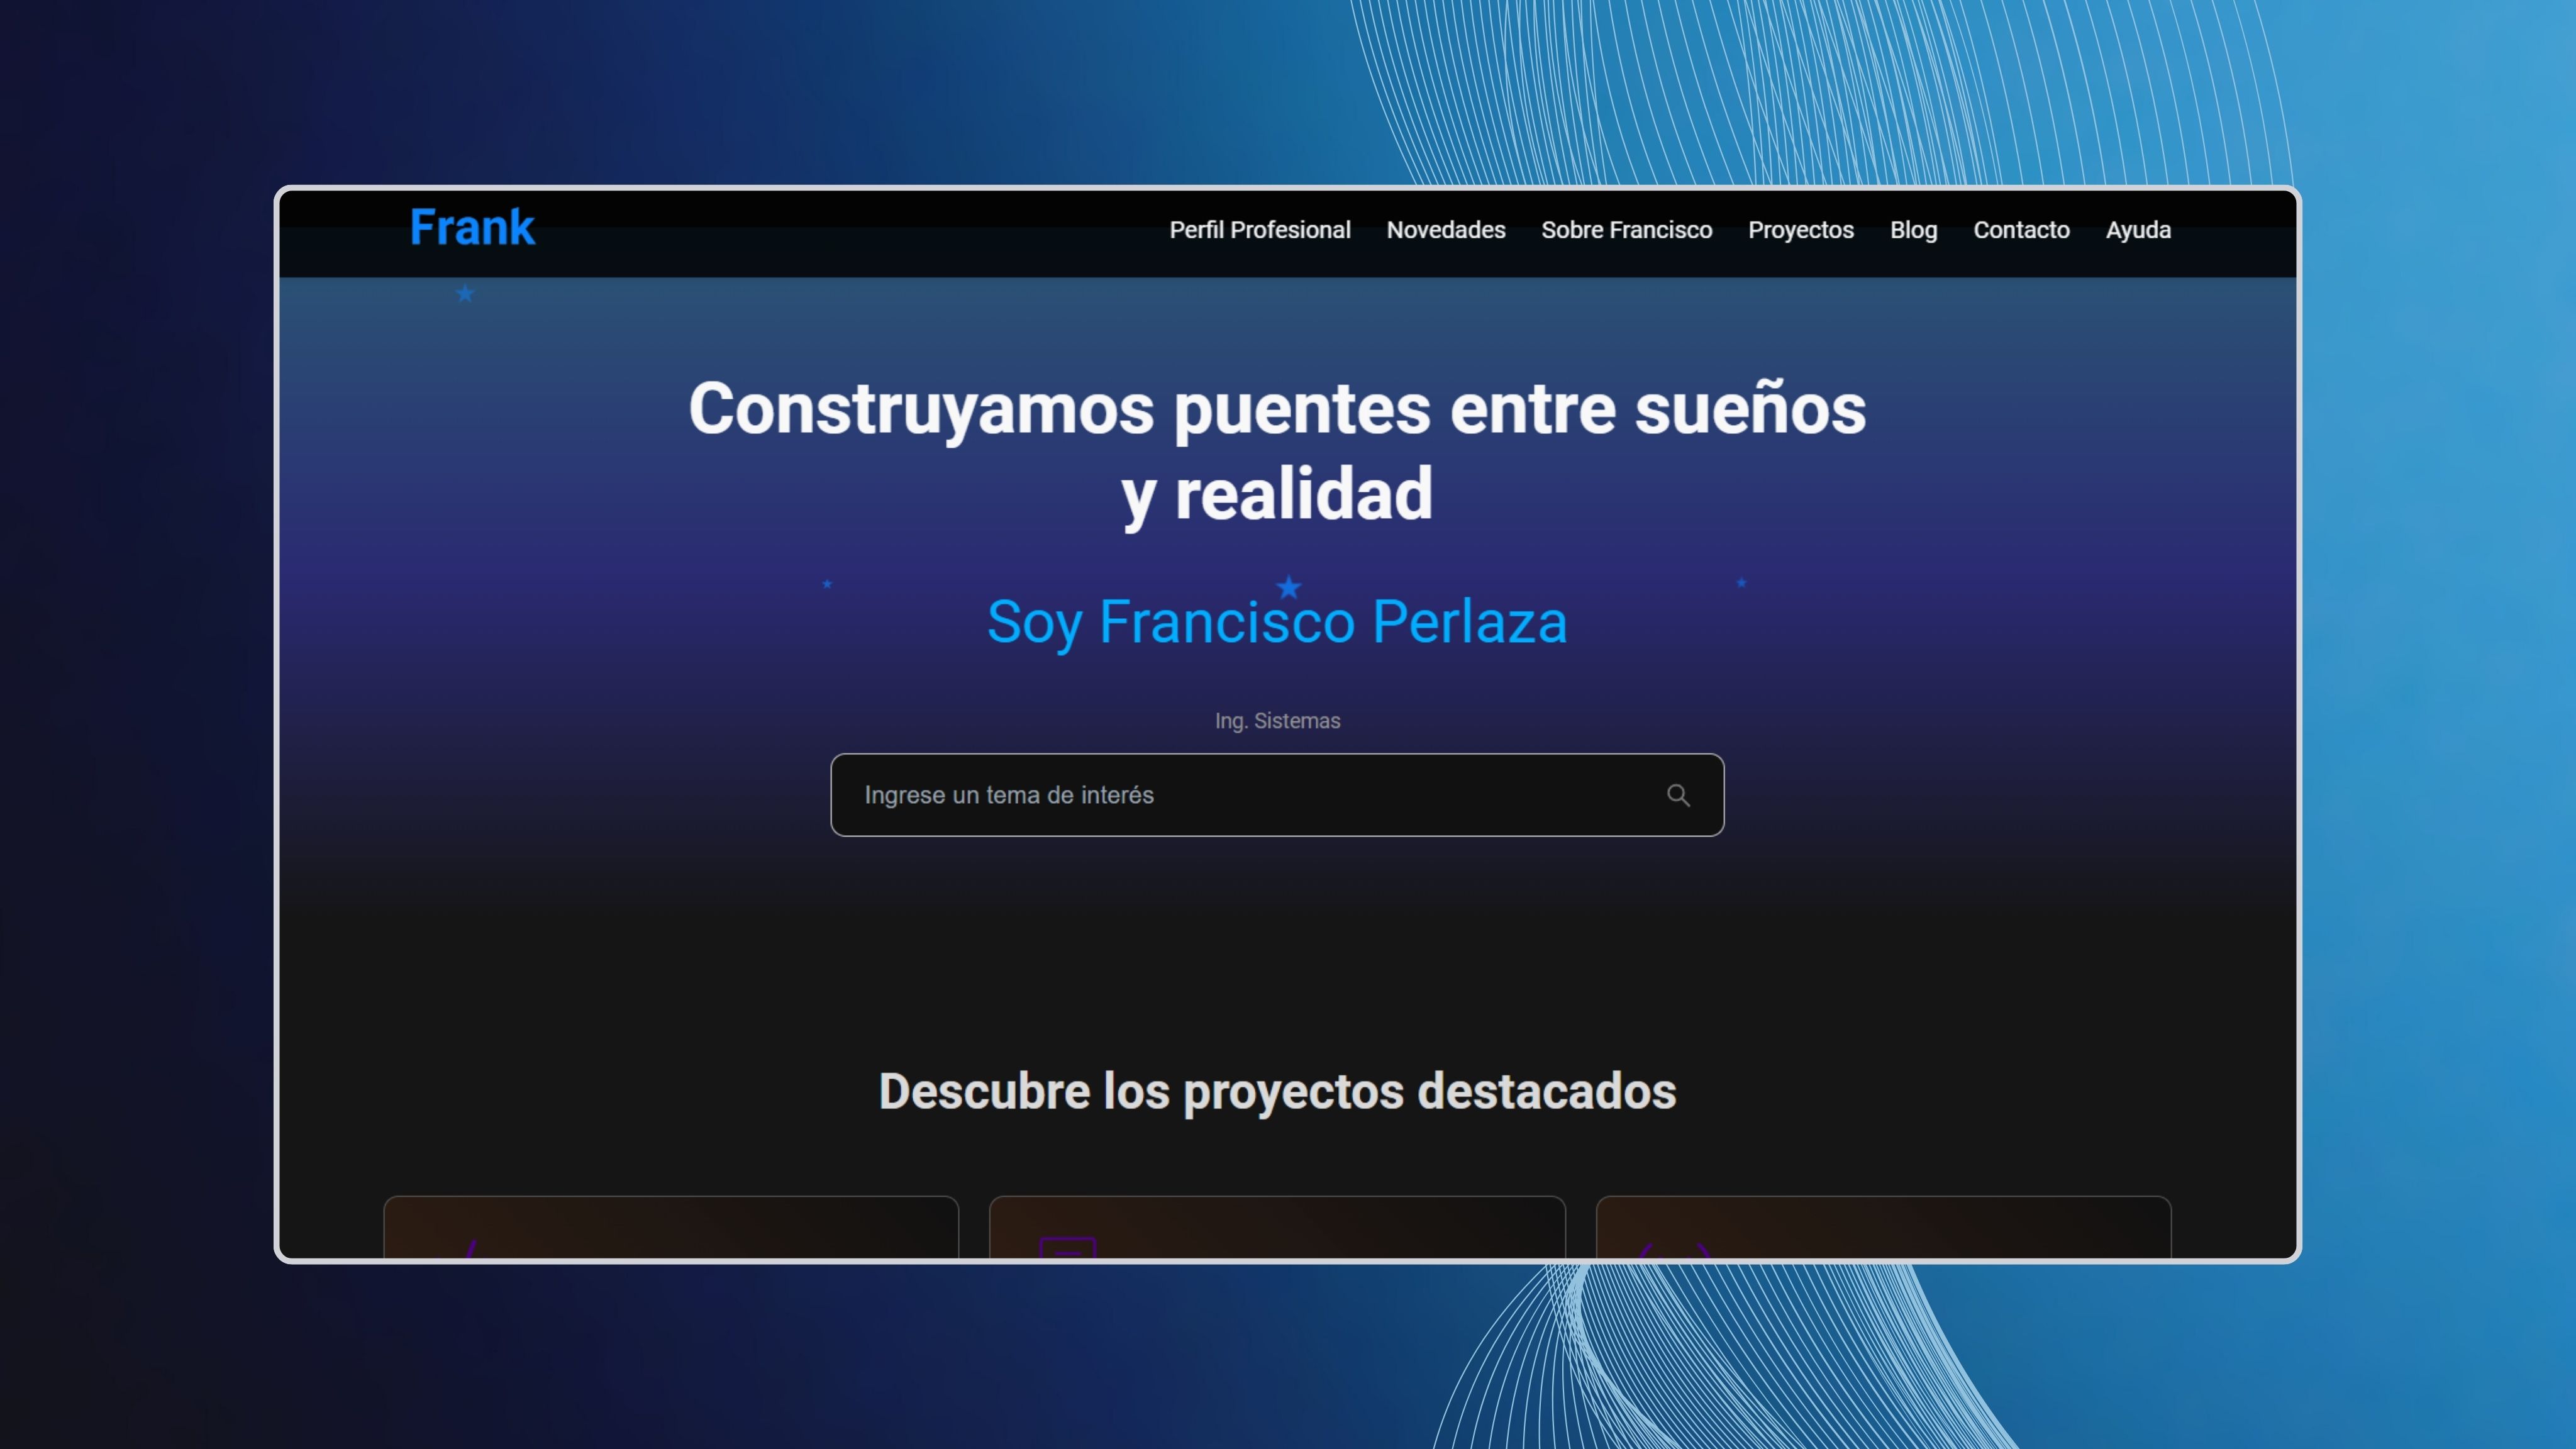 Frank
Perfil Profesional Novedades Sobre Francisco Proyectos Blog Contacto Ayuda
Construyamos puentes entre sueños
y realidad
Soy Francisco Perlaza
Ing. Sistemas
Ingrese un tema de interés
Descubre los proyectos destacados